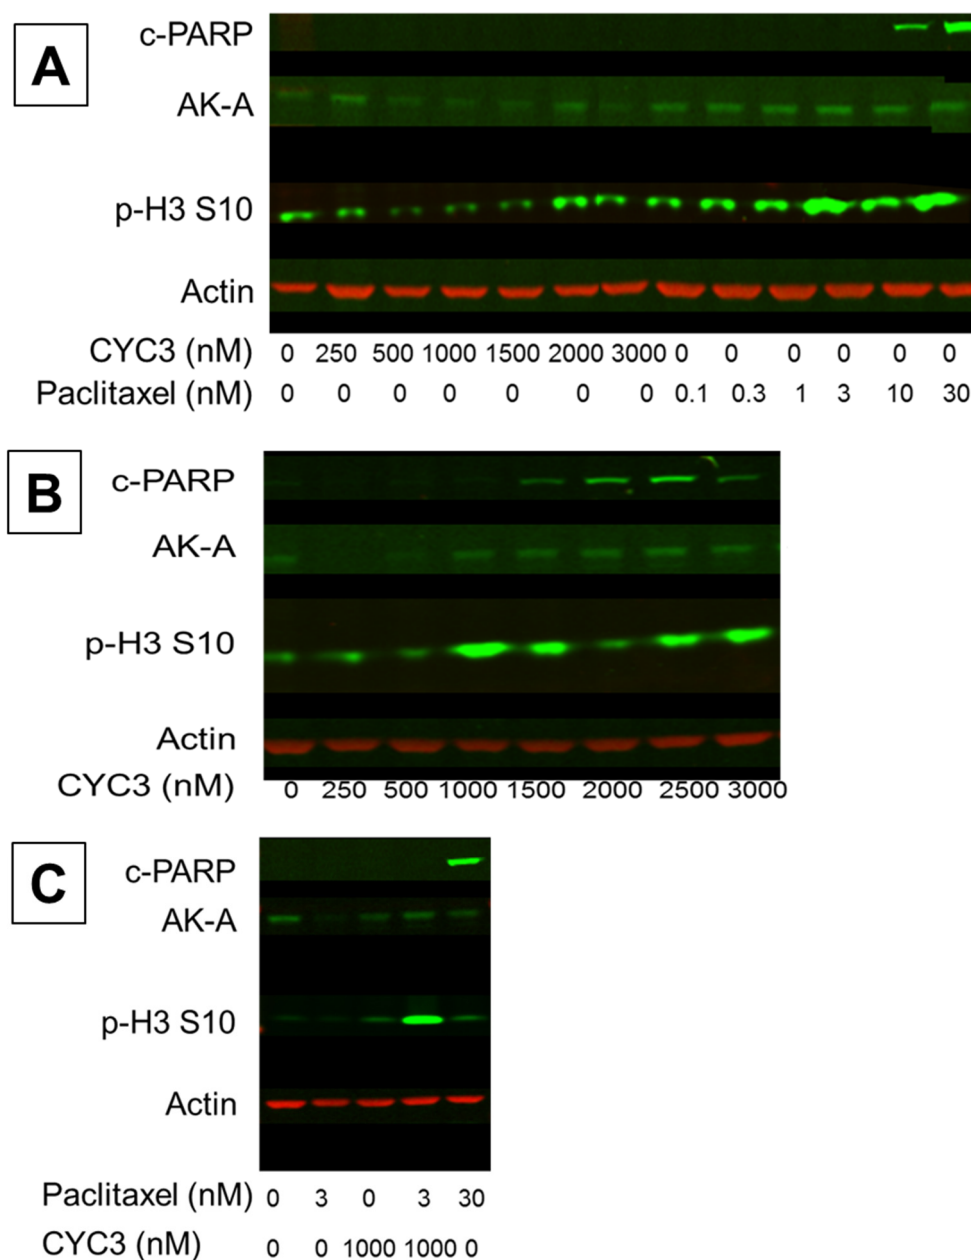 A
c-PARP
AK-A
p-H3 S10
Actin
CYC3 (nM) 0 250 500 1000 1500 2000 3000 0 0 0 0 0 0
Paclitaxel (nM) 0 0 0 0 0 0 0 0.1 0.3 1 3 10 30
B
c-PARP
AK-A
p-H3 S10
Actin
CYC3 (nM) 0 250 500 1000 1500 2000 2500 3000
C
c-PARP
AK-A
p-H3 S10
Actin
Paclitaxel (nM) 0 3 0 3 30
CYC3 (nM) 0 0 1000 1000 0